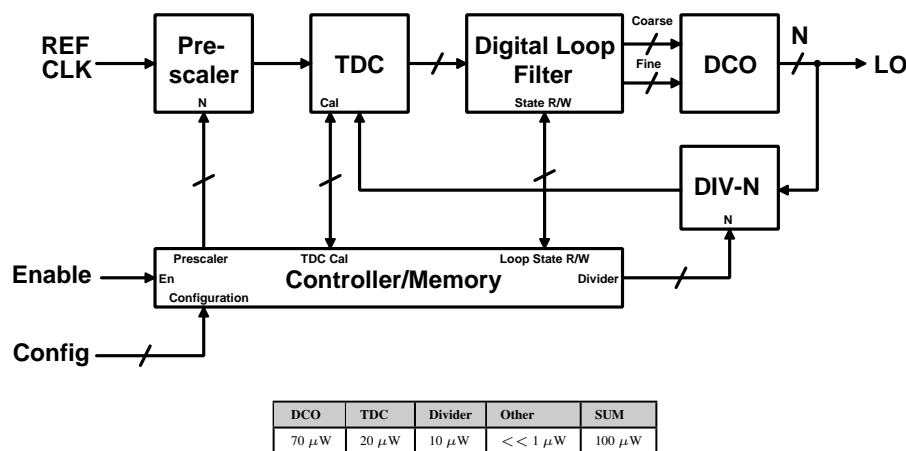 REF
CLK
Pre-
scaler
N
TDC
Cal
Digital Loop
Filter
State R/W
Coarse
Fine
DCO
N
LO
DIV-N
N
Enable
Config
Prescaler
TDC Cal
Loop State R/W
En
Controller/Memory
Divider
Configuration
DCO TDC Divider Other SUM
70 μW 20 μW 10 μW << 1 μW 100 μW